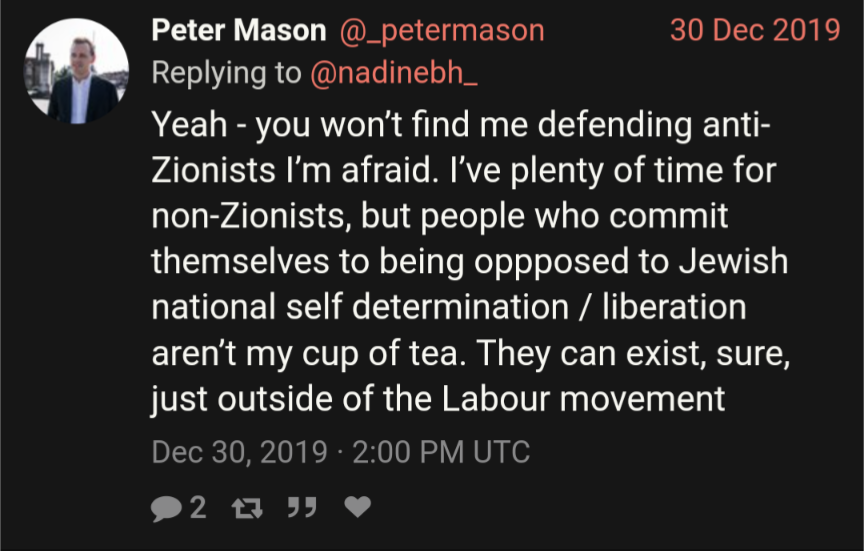 Peter Mason @_petermason 30 Dec 2019
Replying to @nadinebh_
Yeah - you won’t find me defending anti-
Zionists I’m afraid. I’ve plenty of time for
non-Zionists, but people who commit
themselves to being oppposed to Jewish
national self determination / liberation
aren’t my cup of tea. They can exist, sure,
just outside of the Labour movement
Dec 30, 2019 · 2:00 PM UTC
2